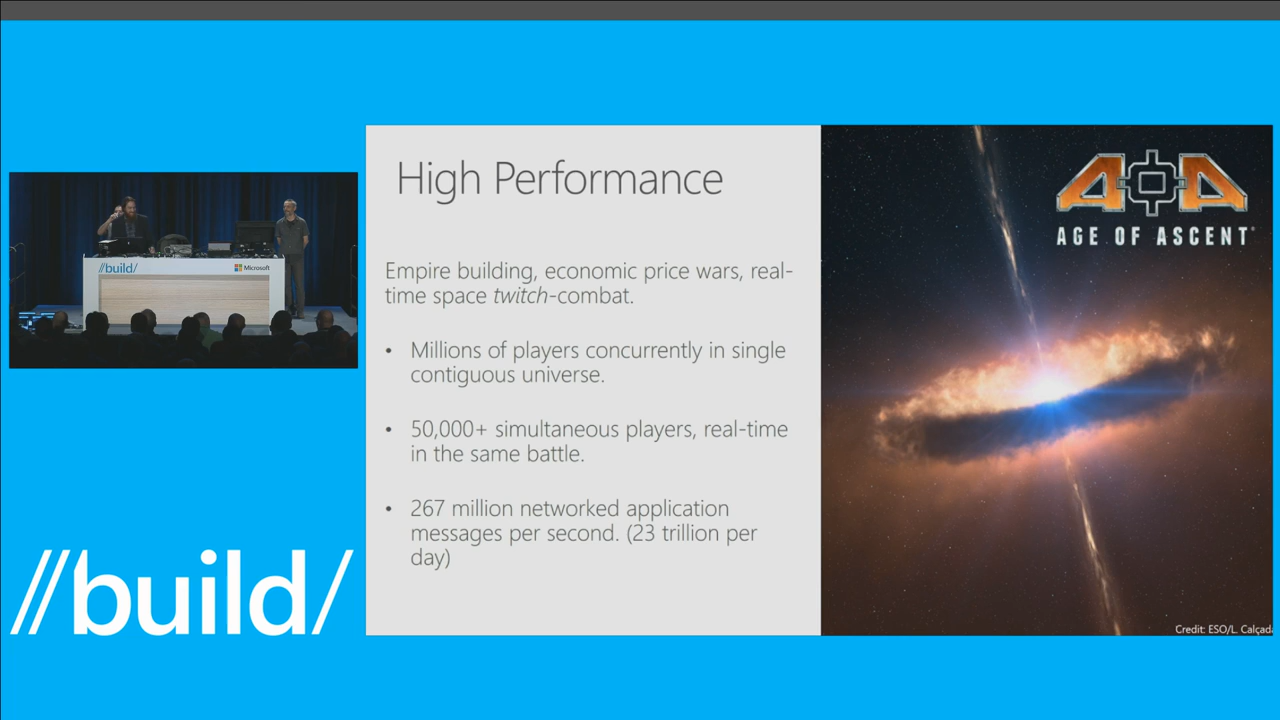 //build/
Microsoft
//build/
High Performance
Empire building, economic price wars, real-
time space twitch-combat.
• Millions of players concurrently in single
contiguous universe.
• 50,000+ simultaneous players, real-time
in the same battle.
• 267 million networked application
messages per second. (23 trillion per
day)
AGE OF ASCENT
Credit: ESO/L. Calçada